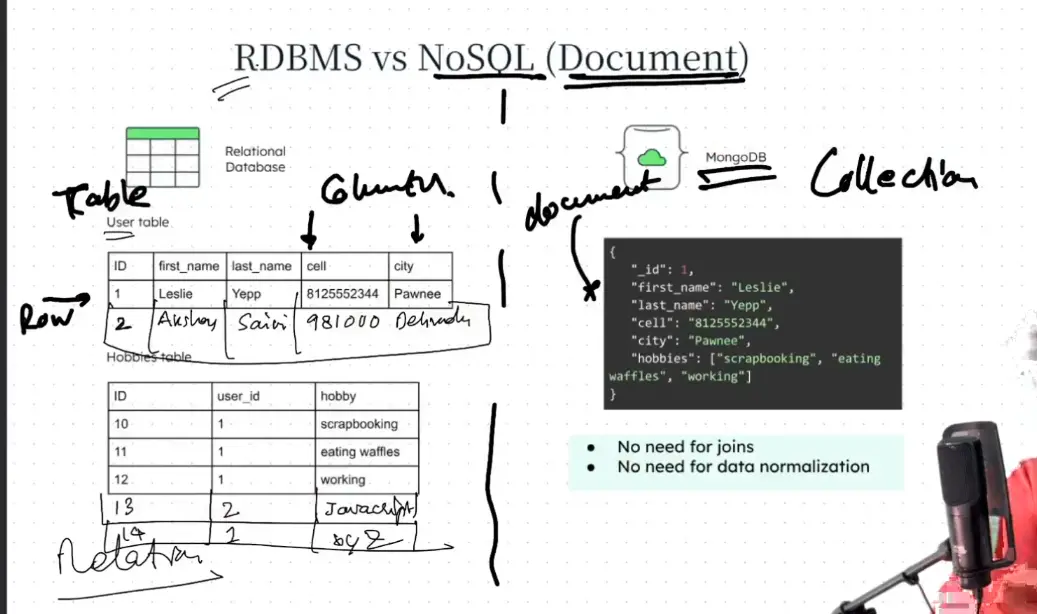 RDBMS vs NoSQL (Document)
Relational
Database
MongoDB
Collection
Table
Column
document
User table
ID first_name last_name cell city
1 Leslie Yepp 8125552344 Pawnee
Row
2 Akshay Saini 981000
Hobbies table
ID user_id hobby
10 1 scrapbooking
11 1 eating waffles
12 1 working
13 2 Javascript
14
Relation
{
"_id": 1,
"first_name": "Leslie",
"last_name": "Yepp",
"cell": "8125552344",
"city": "Pawnee",
"hobbies": ["scrapbooking", "eating
waffles", "working"]
}
• No need for joins
• No need for data normalization